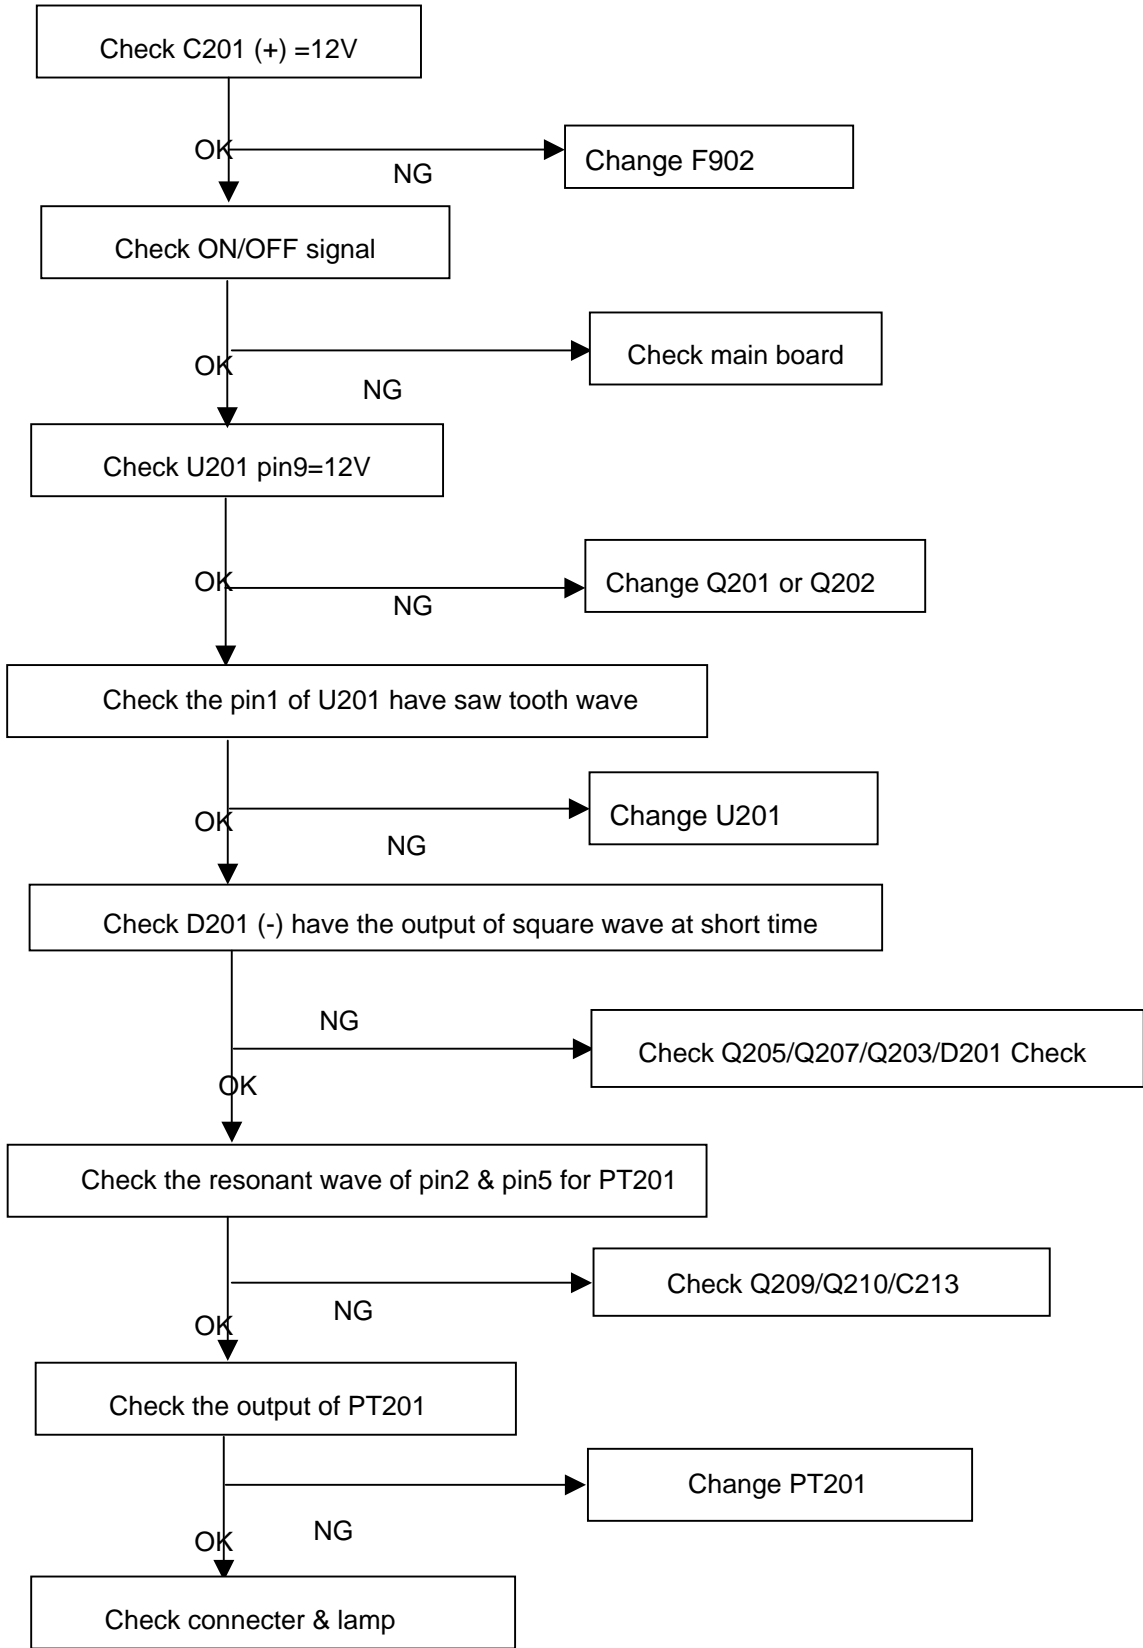 Check C201 (+) =12V
OK
NG
Change F902
Check ON/OFF signal
OK
NG
Check main board
Check U201 pin9=12V
OK
NG
Change Q201 or Q202
Check the pin1 of U201 have saw tooth wave
OK
NG
Change U201
Check D201 (-) have the output of square wave at short time
NG
OK
Check Q205/Q207/Q203/D201 Check
Check the resonant wave of pin2 & pin5 for PT201
OK
NG
Check Q209/Q210/C213
Check the output of PT201
OK
NG
Change PT201
Check connecter & lamp